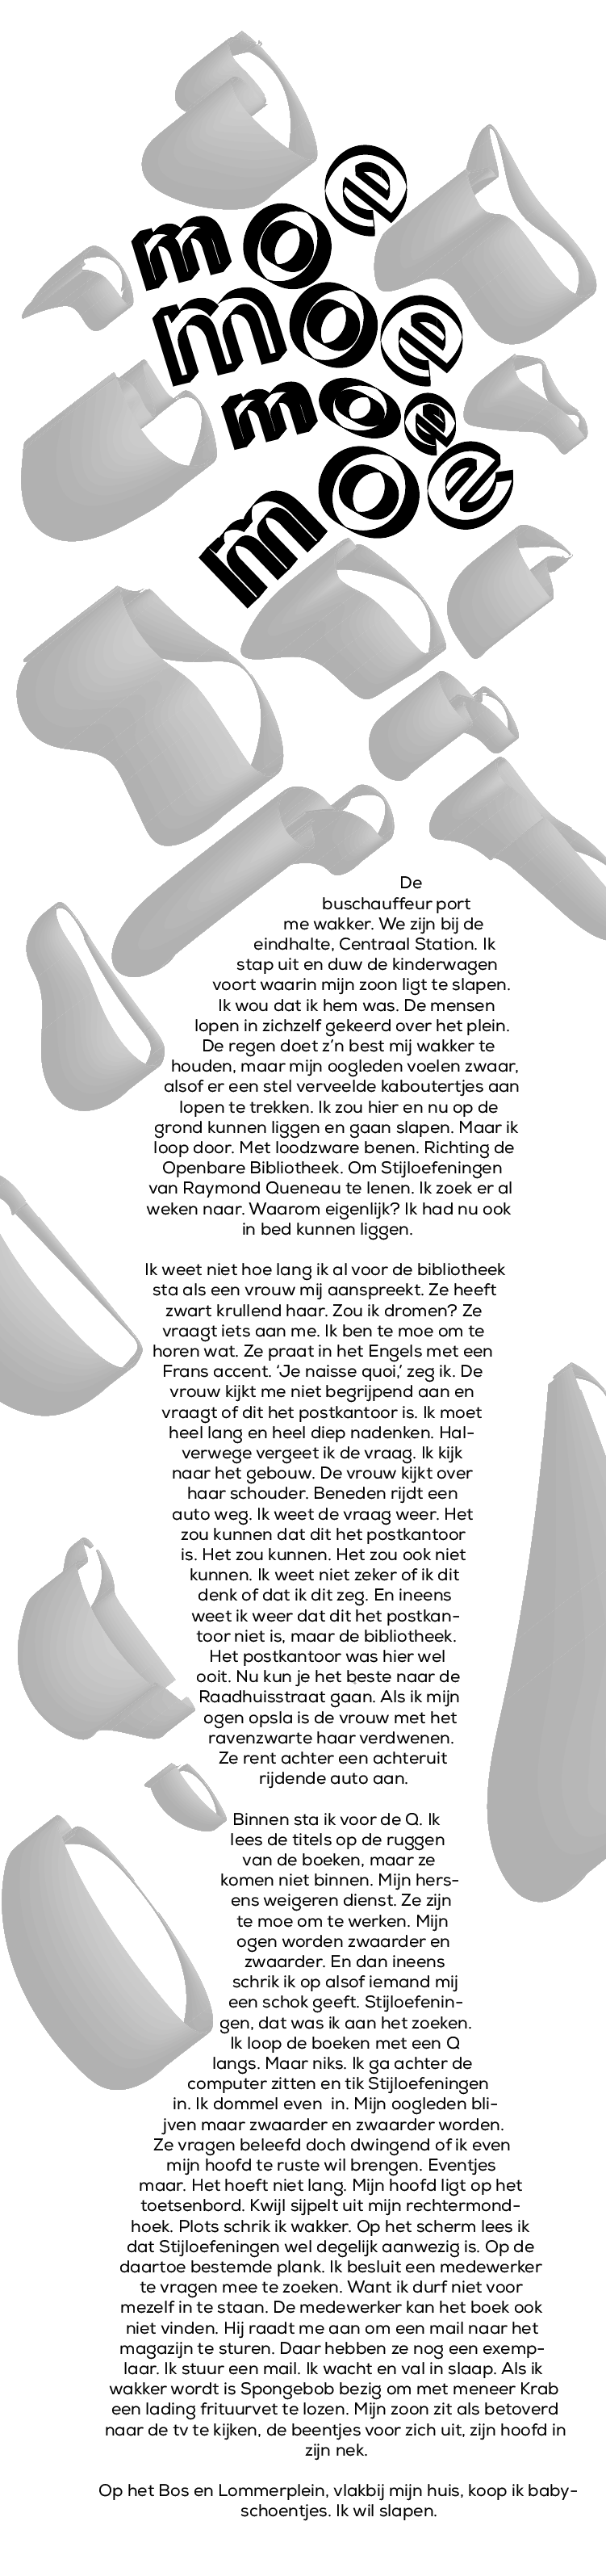 moe
moe
moe
moe
De
buschauffeur port
me wakker. We zijn bij de
eindhalte, Centraal Station. Ik
stap uit en duw de kinderwagen
voort waarin mijn zoon ligt te slapen.
Ik wou dat ik hem was. De mensen
lopen in zichzelf gekeerd over het plein.
De regen doet z’n best mij wakker te
houden, maar mijn oogleden voelen zwaar,
alsof er een stel verveelde kaboutertjes aan
lopen te trekken. Ik zou hier en nu op de
grond kunnen liggen en gaan slapen. Maar ik
loop door. Met loodzware benen. Richting de
Openbare Bibliotheek. Om Stijloefeningen
van Raymond Queneau te lenen. Ik zoek er al
weken naar. Waarom eigenlijk? Ik had nu ook
in bed kunnen liggen.
Ik weet niet hoe lang ik al voor de bibliotheek
sta als een vrouw mij aanspreekt. Ze heeft
zwart krullend haar. Zou ik dromen? Ze
vraagt iets aan me. Ik ben te moe om te
horen wat. Ze praat in het Engels met een
Frans accent. ‘Je naisse quoi,’ zeg ik. De
vrouw kijkt me niet begrijpend aan en
vraagt of dit het postkantoor is. Ik moet
heel lang en heel diep nadenken. Hal-
verwege vergeet ik de vraag. Ik kijk
naar het gebouw. De vrouw kijkt over
haar schouder. Beneden rijdt een
auto weg. Ik weet de vraag weer. Het
zou kunnen dat dit het postkantoor
is. Het zou kunnen. Het zou ook niet
kunnen. Ik weet niet zeker of ik dit
denk of dat ik dit zeg. En ineens
weet ik weer dat dit het postkan-
toor niet is, maar de bibliotheek.
Het postkantoor was hier wel
ooit. Nu kun je het beste naar de
Raadhuisstraat gaan. Als ik mijn
ogen opsla is de vrouw met het
ravenzwarte haar verdwenen.
Ze rent achter een achteruit
rijdende auto aan.
Binnen sta ik voor de Q. Ik
lees de titels op de ruggen
van de boeken, maar ze
komen niet binnen. Mijn hers-
ens weigeren dienst. Ze zijn
te moe om te werken. Mijn
ogen worden zwaarder en
zwaarder. En dan ineens
schrik ik op alsof iemand mij
een schok geeft. Stijloefenin-
gen, dat was ik aan het zoeken.
Ik loop de boeken met een Q
langs. Maar niks. Ik ga achter de
computer zitten en tik Stijloefeningen
in. Ik dommel even in. Mijn oogleden bli-
jven maar zwaarder en zwaarder worden.
Ze vragen beleefd doch dwingend of ik even
mijn hoofd te ruste wil brengen. Eventjes
maar. Het hoeft niet lang. Mijn hoofd ligt op het
toetsenbord. Kwijl sijpelt uit mijn rechtermond-
hoek. Plots schrik ik wakker. Op het scherm lees ik
dat Stijloefeningen wel degelijk aanwezig is. Op de
daartoe bestemde plank. Ik besluit een medewerker
te vragen mee te zoeken. Want ik durf niet voor
mezelf in te staan. De medewerker kan het boek ook
niet vinden. Hij raadt me aan om een mail naar het
magazijn te sturen. Daar hebben ze nog een exemp-
laar. Ik stuur een mail. Ik wacht en val in slaap. Als ik
wakker wordt is Spongebob bezig om met meneer Krab
een lading frituurvet te lozen. Mijn zoon zit als betoverd
naar de tv te kijken, de beentjes voor zich uit, zijn hoofd in
zijn nek.
Op het Bos en Lommerplein, vlakbij mijn huis, koop ik baby-
schoentjes. Ik wil slapen.